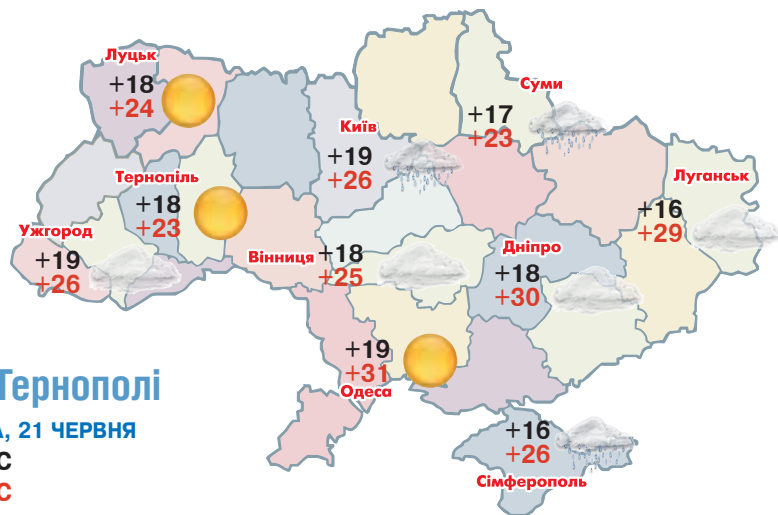 Луцьк
+18
+24
Суми
+17
+23
Київ
+19
+26
Тернопіль
+18
+23
Луганськ
+16
+29
Ужгород
+19
+26
Вінниця
+18
+25
Дніпро
+18
+30
+19
+31
Одеса
+16
+26
Сімферополь
Тернополі
, 21 ЧЕРВНЯ
С
С